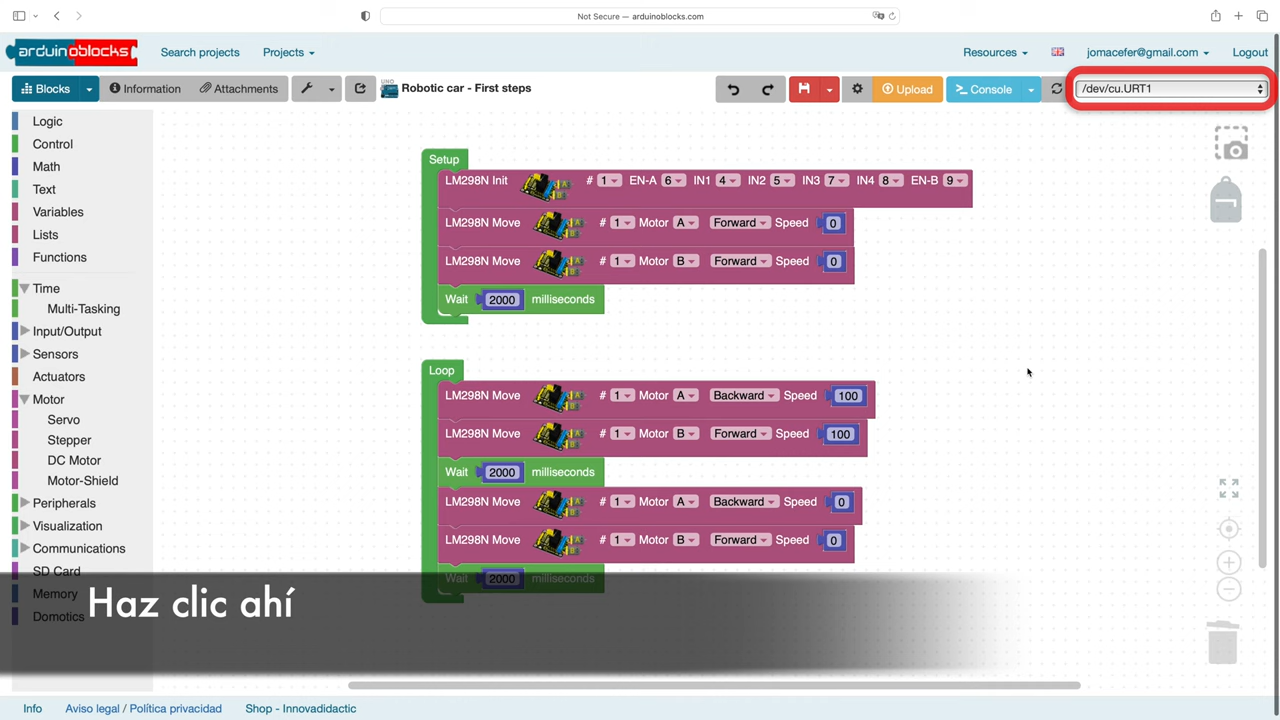 Not Secure — arduinoblocks.com
arduinoblocks
Search projects
Projects
Resources
jomacefer@gmail.com
Logout
Blocks
Information
Attachments
UNO
Robotic car - First steps
Upload
Console
/dev/cu.URT1
Logic
Control
Math
Text
Variables
Lists
Functions
Time
Multi-Tasking
Input/Output
Sensors
Actuators
Motor
Servo
Stepper
DC Motor
Motor-Shield
Peripherals
Visualization
Communications
SD Card
Memory
Domotics
Setup
LM298N Init # 1 EN-A 6 IN1 4 IN2 5 IN3 7 IN4 8 EN-B 9
LM298N Move # 1 Motor A Forward Speed 0
LM298N Move # 1 Motor B Forward Speed 0
Wait 2000 milliseconds
Loop
LM298N Move # 1 Motor A Backward Speed 100
LM298N Move # 1 Motor B Forward Speed 100
Wait 2000 milliseconds
LM298N Move # 1 Motor A Backward Speed 0
LM298N Move # 1 Motor B Forward Speed 0
Wait 2000 milliseconds
Haz clic ahí
Info
Aviso legal / Política privacidad
Shop - Innovadidactic